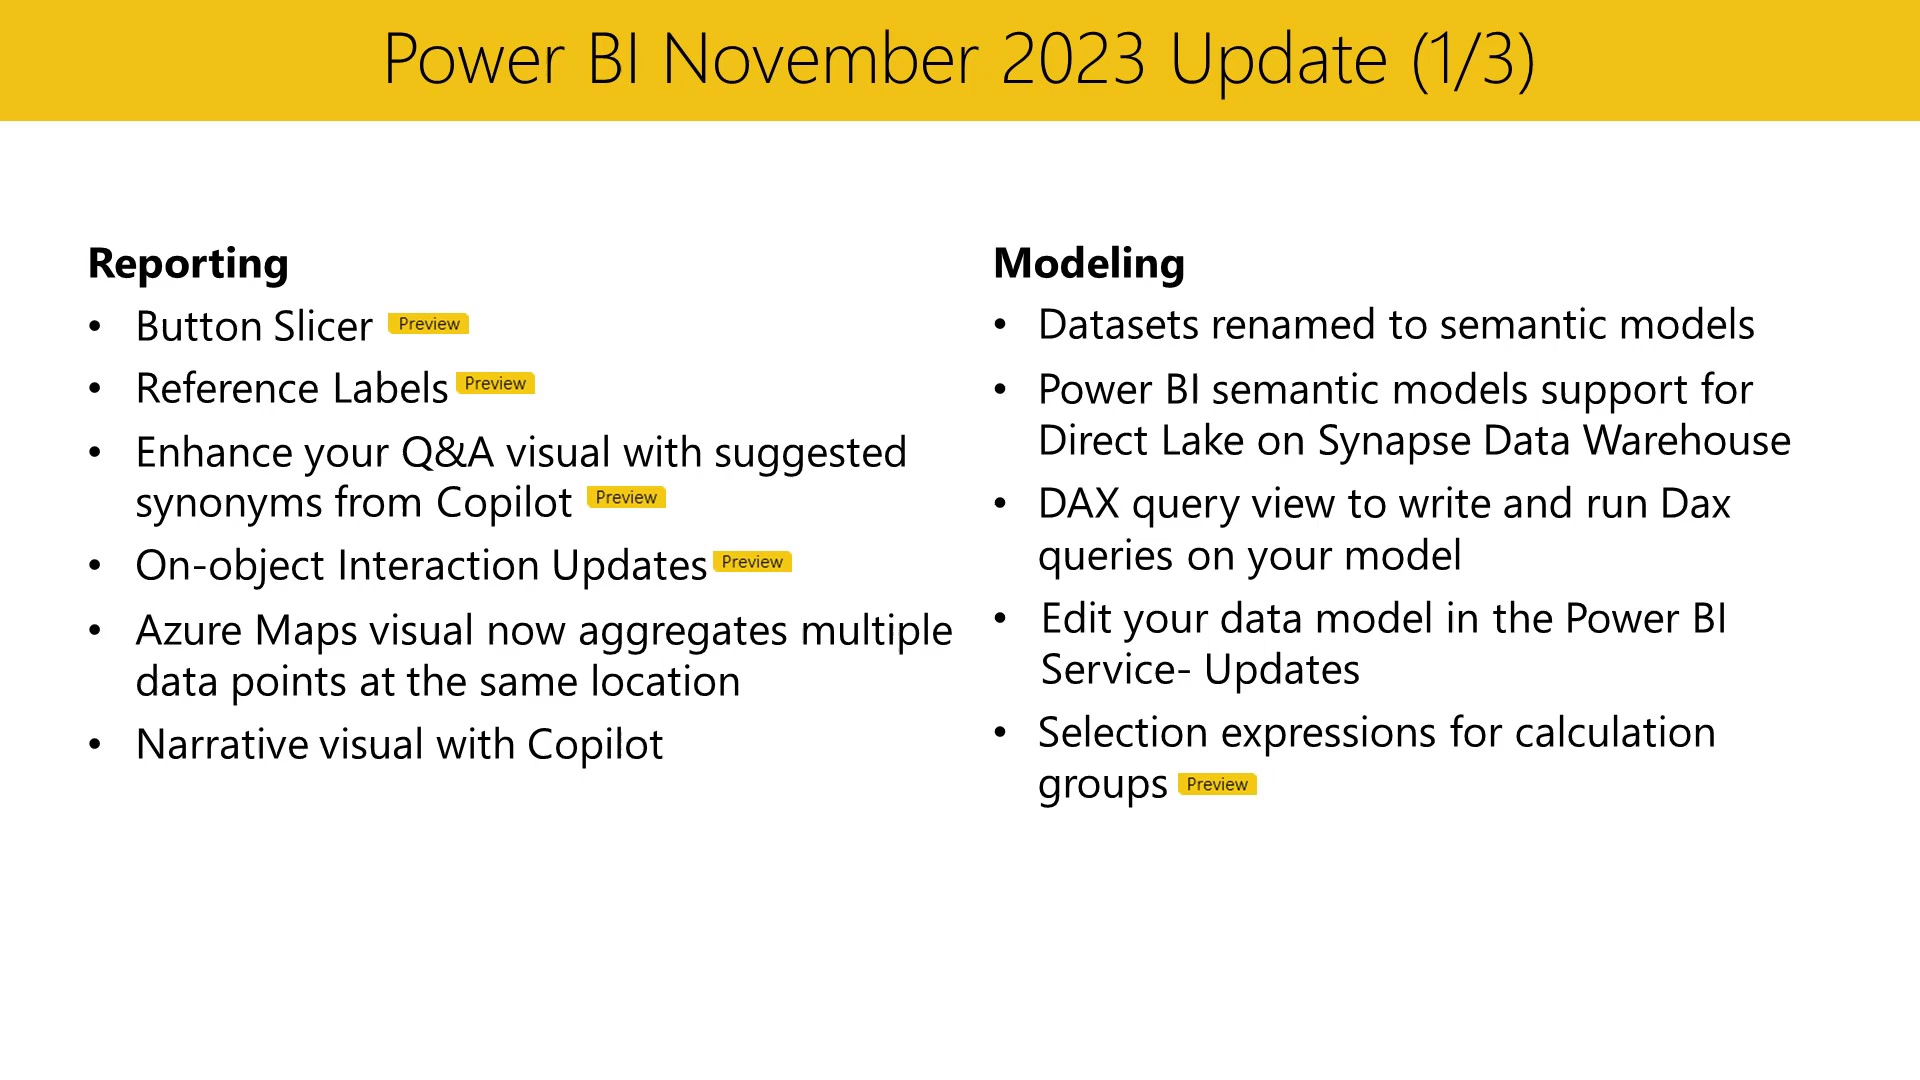 Power BI November 2023 Update (1/3)
Reporting
• Button Slicer Preview
• Reference Labels Preview
• Enhance your Q&A visual with suggested
synonyms from Copilot Preview
• On-object Interaction Updates Preview
• Azure Maps visual now aggregates multiple
data points at the same location
• Narrative visual with Copilot
Modeling
• Datasets renamed to semantic models
• Power BI semantic models support for
Direct Lake on Synapse Data Warehouse
• DAX query view to write and run Dax
queries on your model
• Edit your data model in the Power BI
Service- Updates
• Selection expressions for calculation
groups Preview